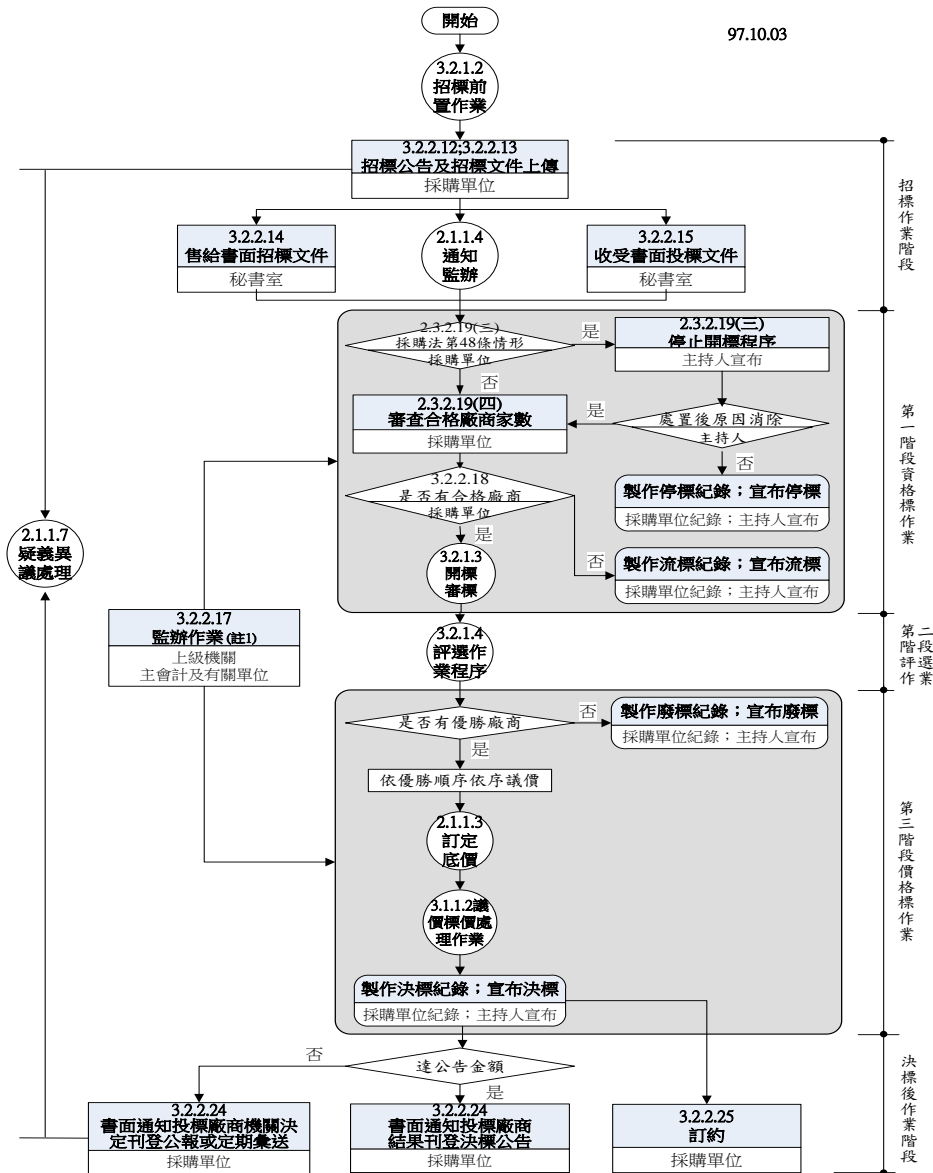 開始
97.10.03
3.2.1.2
招標前
置作業
3.2.2.12;3.2.2.13
招標公告及招標文件上傳
採購單位
招標作業階段
3.2.2.14
售給書面招標文件
秘書室
2.1.1.4
通知
監辦
3.2.2.15
收受書面投標文件
秘書室
2.3.2.19(三)
採購法第48條情形
採購單位
是
否
2.3.2.19(三)
停止開標程序
主持人宣布
2.3.2.19(四)
審查合格廠商家數
採購單位
是
處置後原因消除
主持人
否
第一階段資格標作業
3.2.2.18
是否有合格廠商
採購單位
是
否
製作停標紀錄；宣布停標
採購單位紀錄；主持人宣布
3.2.1.3
開標
審標
製作流標紀錄；宣布流標
採購單位紀錄；主持人宣布
2.1.1.7
疑義異
議處理
3.2.2.17
監辦作業(註1)
上級機關
主會計及有關單位
3.2.1.4
評選作
業程序
第二階段評選作業
是否有優勝廠商
否
是
製作廢標紀錄；宣布廢標
採購單位紀錄；主持人宣布
依優勝順序依序議價
2.1.1.3
訂定
底價
第三階段價格標作業
3.1.1.2議
價標價處
理作業
製作決標紀錄；宣布決標
採購單位紀錄；主持人宣布
達公告金額
否
是
決標後作業階段
3.2.2.24
書面通知投標廠商機關決
定刊登公報或定期彙送
採購單位
3.2.2.24
書面通知投標廠商
結果刊登決標公告
採購單位
3.2.2.25
訂約
採購單位